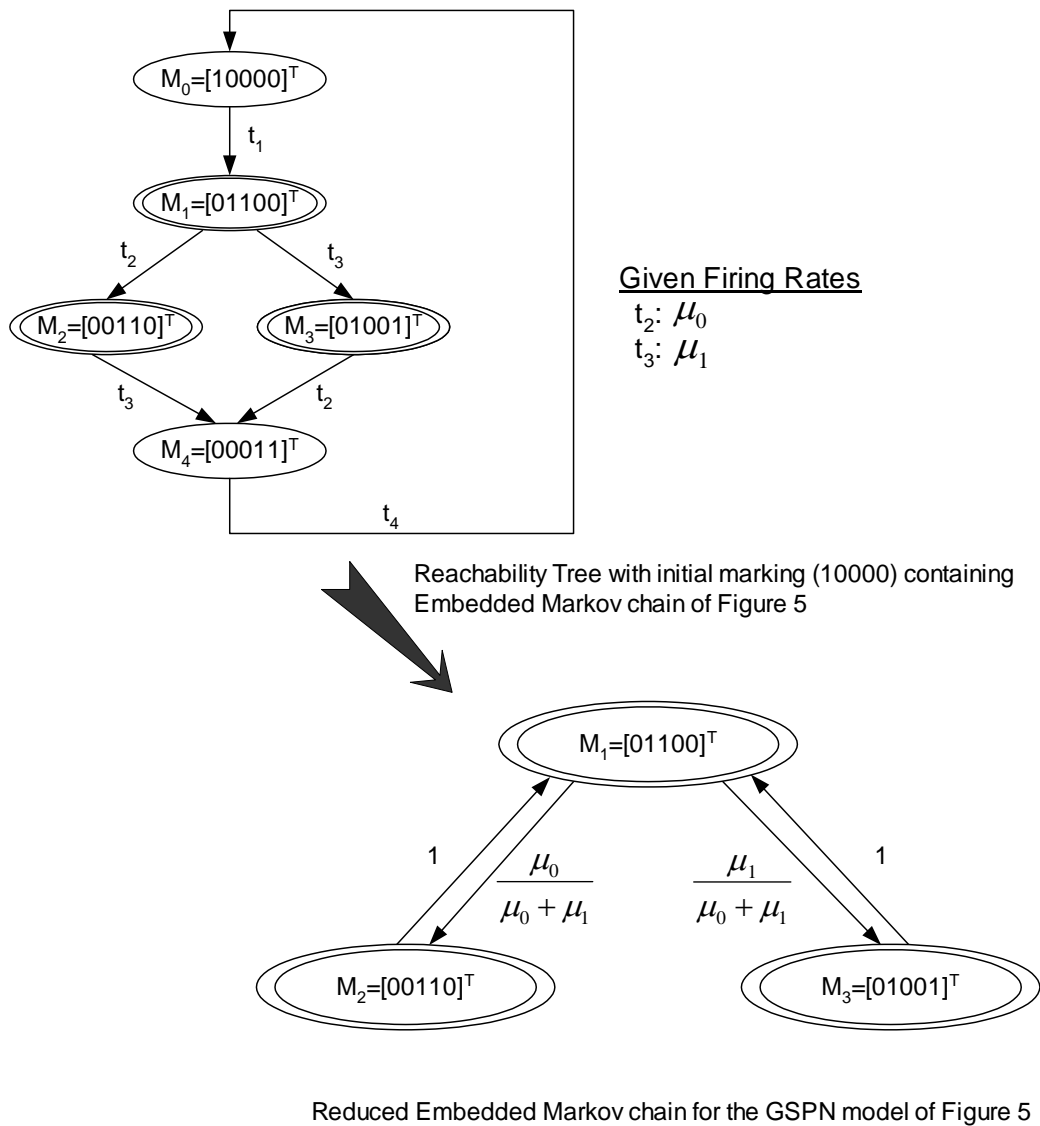 M₀=[10000]ᵀ
t₁
M₁=[01100]ᵀ
t₂
t₃
M₂=[00110]ᵀ
M₃=[01001]ᵀ
t₃
t₂
M₄=[00011]ᵀ
t₄
Given Firing Rates
t₂: μ₀
t₃: μ₁
Reachability Tree with initial marking (10000) containing
Embedded Markov chain of Figure 5
M₁=[01100]ᵀ
1
μ₀
μ₀ + μ₁
μ₁
μ₀ + μ₁
1
M₂=[00110]ᵀ
M₃=[01001]ᵀ
Reduced Embedded Markov chain for the GSPN model of Figure 5